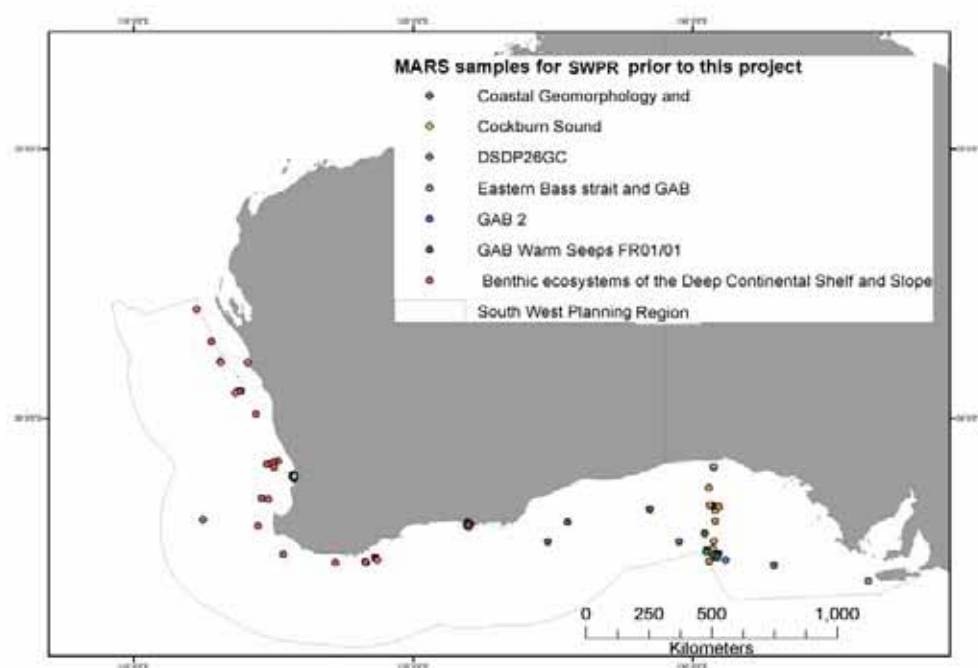 MARS samples for SWPR prior to this project
Coastal Geomorphology and
Cockburn Sound
DSDP26GC
Eastern Bass strait and GAB
GAB 2
GAB Warm Seeps FR01/01
Benthic ecosystems of the Deep Continental Shelf and Slope
South West Planning Region
0 250 500 1,000
Kilometers